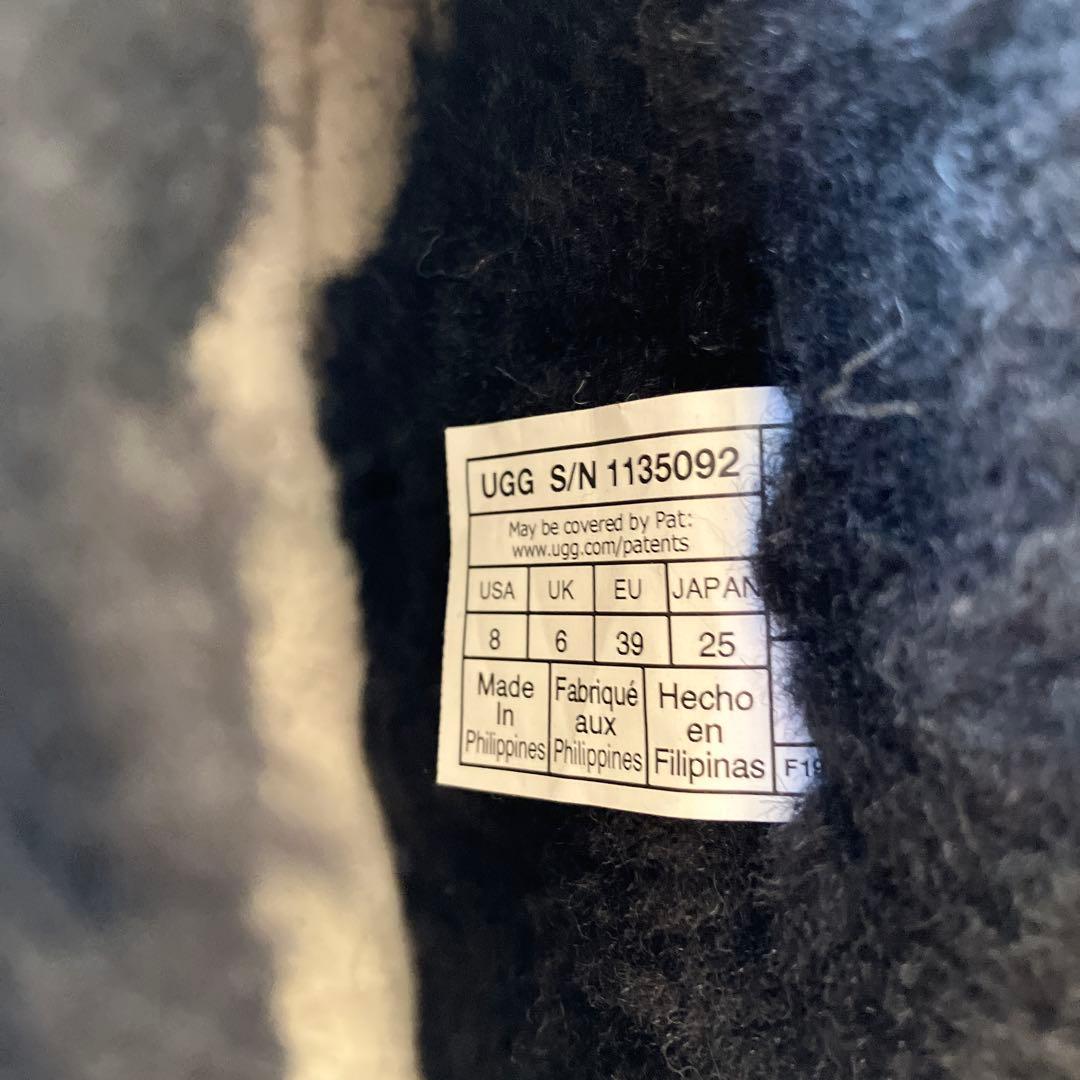 UGG S/N 1135092
May be covered by Pat:
www.ugg.com/patents
USA UK EU JAPAN
8 6 39 25
Made In Philippines
Fabriqué aux Philippines
Hecho en Filipinas
F19